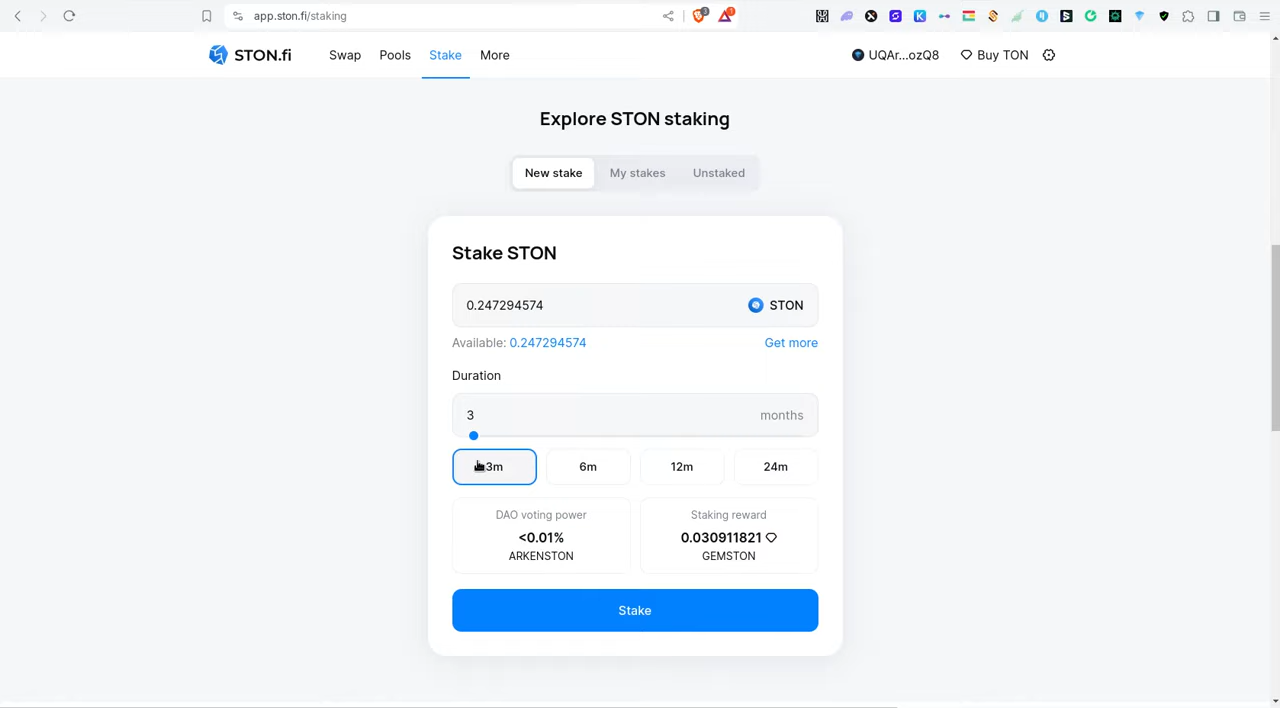 app.ston.fi/staking
3
1
STON.fi
Swap
Pools
Stake
More
UQAr...ozQ8
Buy TON
Explore STON staking
New stake
My stakes
Unstaked
Stake STON
0.247294574
STON
Available: 0.247294574
Get more
Duration
3
months
3m
6m
12m
24m
DAO voting power
<0.01%
ARKENSTON
Staking reward
0.030911821
GEMSTON
Stake